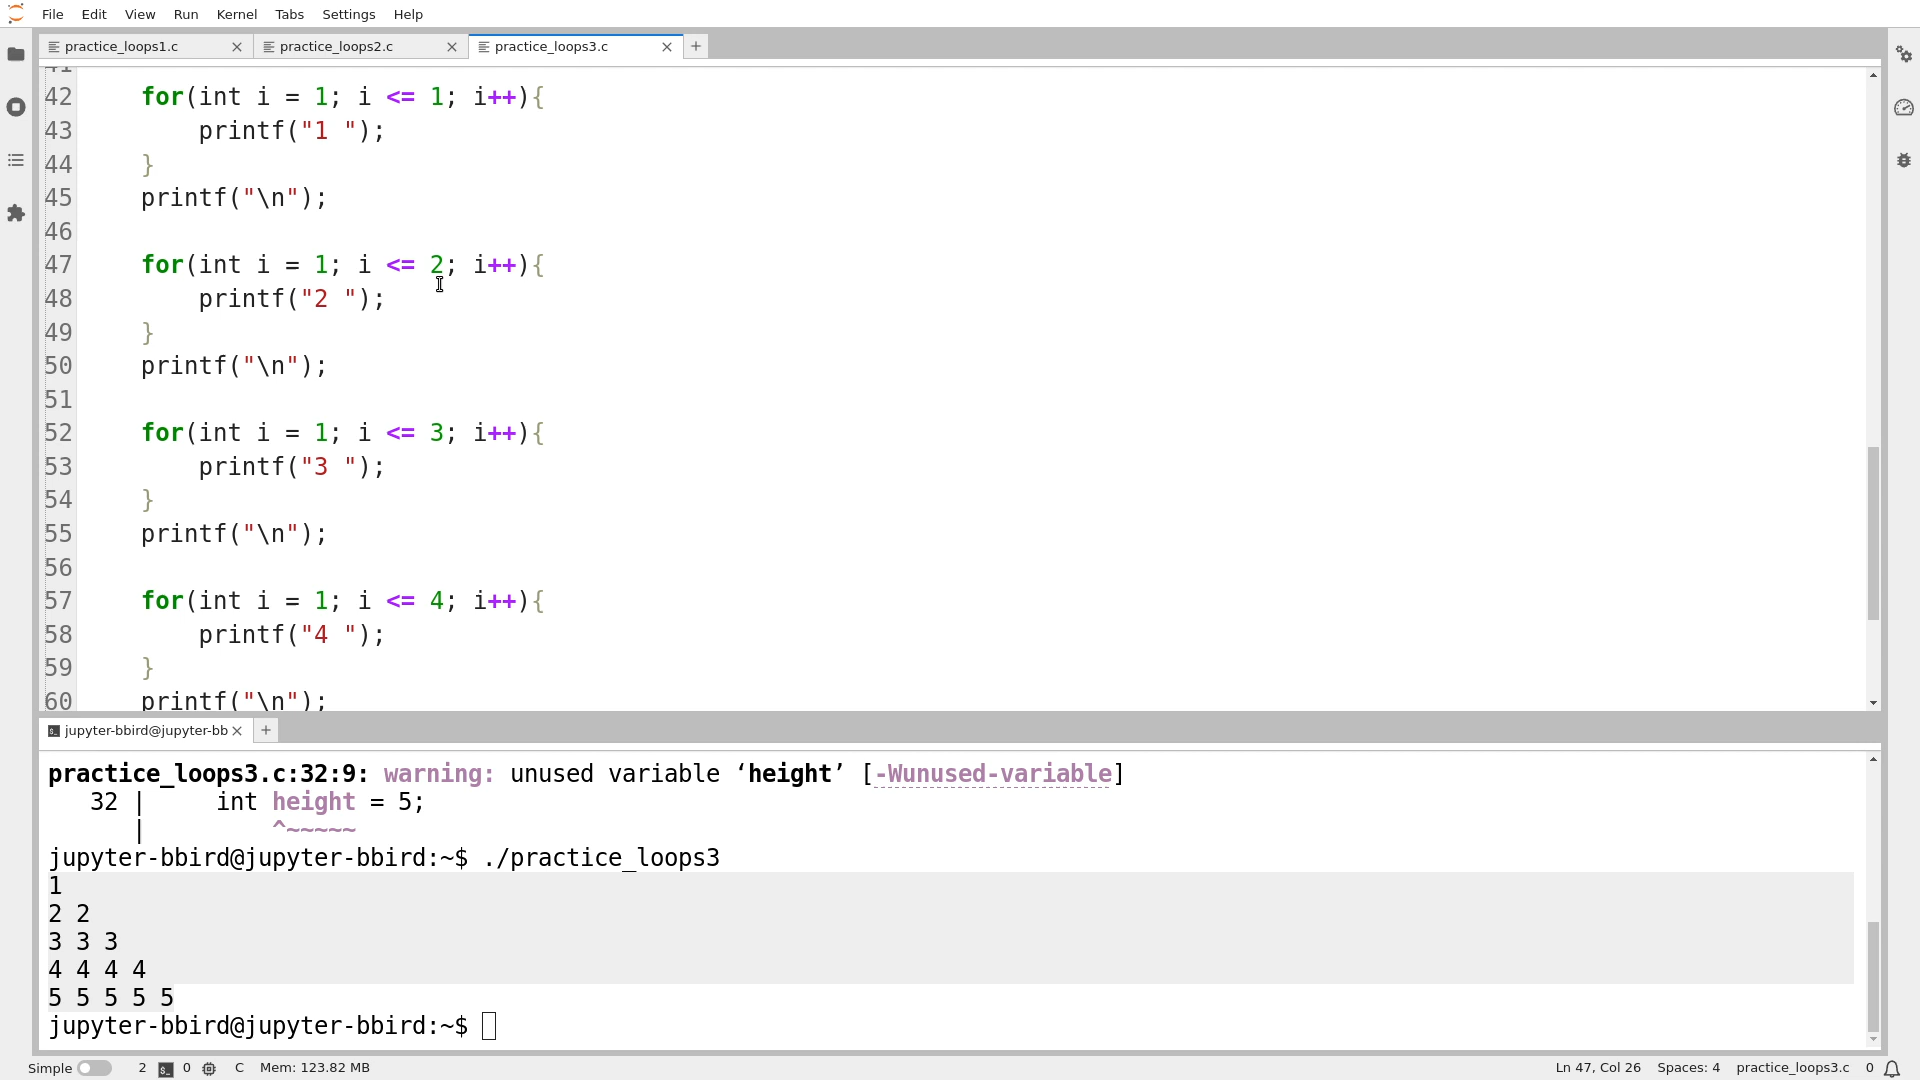 File Edit View Run Kernel Tabs Settings Help
practice_loops1.c practice_loops2.c practice_loops3.c +
41
42 for(int i = 1; i <= 1; i++){
43 printf("1 ");
44 }
45 printf("\n");
46
47 for(int i = 1; i <= 2; i++){
48 printf("2 ");
49 }
50 printf("\n");
51
52 for(int i = 1; i <= 3; i++){
53 printf("3 ");
54 }
55 printf("\n");
56
57 for(int i = 1; i <= 4; i++){
58 printf("4 ");
59 }
60 printf("\n");
jupyter-bbird@jupyter-bb +
practice_loops3.c:32:9: warning: unused variable ‘height’ [-Wunused-variable]
32 | int height = 5;
| ^~~~~~
jupyter-bbird@jupyter-bbird:~$ ./practice_loops3
1
2 2
3 3 3
4 4 4 4
5 5 5 5 5
jupyter-bbird@jupyter-bbird:~$
Simple 2 0 C Mem: 123.82 MB Ln 47, Col 26 Spaces: 4 practice_loops3.c 0